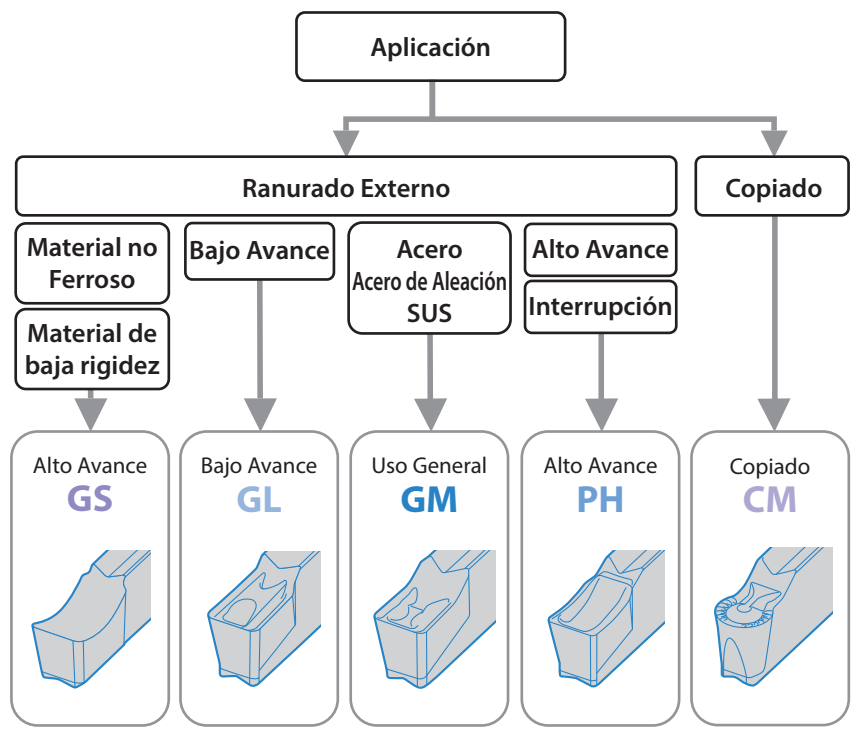 Aplicación
Ranurado Externo
Copiado
Material no
Ferroso
Material de
baja rigidez
Bajo Avance
Acero
Acero de Aleación
SUS
Alto Avance
Interrupción
Alto Avance
GS
Bajo Avance
GL
Uso General
GM
Alto Avance
PH
Copiado
CM